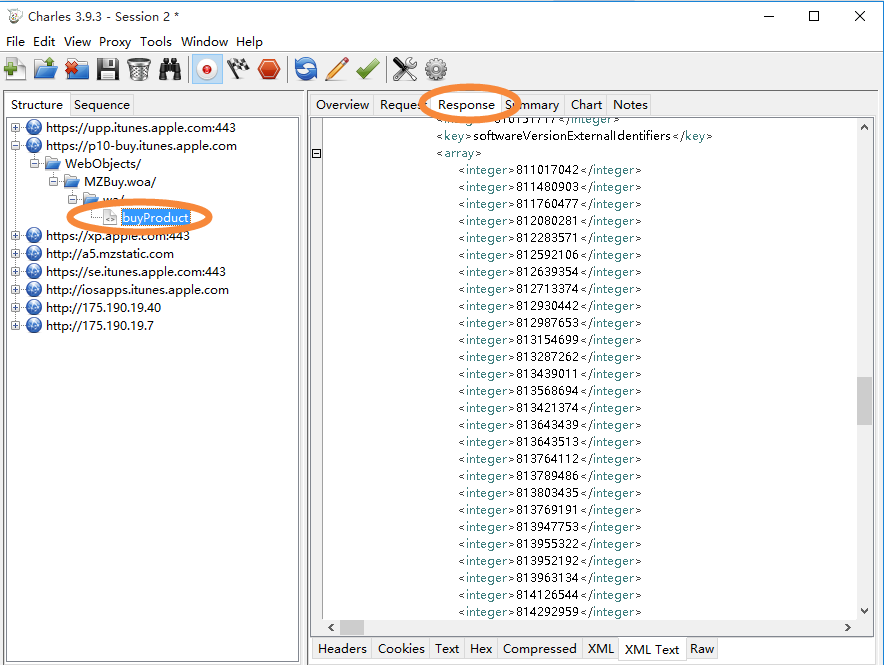 Charles 3.9.3 - Session 2 *
File Edit View Proxy Tools Window Help
Structure Sequence
https://upp.itunes.apple.com:443
https://p10-buy.itunes.apple.com
WebObjects/
MZBuy.woa/
wa/
buyProduct
https://xp.apple.com:443
http://a5.mzstatic.com
https://se.itunes.apple.com:443
http://iosapps.itunes.apple.com
http://175.190.19.40
http://175.190.19.7
Overview Request Response Summary Chart Notes
<key>softwareVersionExternalIdentifiers</key>
<array>
<integer>811017042</integer>
<integer>811480903</integer>
<integer>811760477</integer>
<integer>812080281</integer>
<integer>812283571</integer>
<integer>812592106</integer>
<integer>812639354</integer>
<integer>812713374</integer>
<integer>812930442</integer>
<integer>812987653</integer>
<integer>813154699</integer>
<integer>813287262</integer>
<integer>813439011</integer>
<integer>813568694</integer>
<integer>813421374</integer>
<integer>813643439</integer>
<integer>813643513</integer>
<integer>813764112</integer>
<integer>813789486</integer>
<integer>813803435</integer>
<integer>813769191</integer>
<integer>813947753</integer>
<integer>813955322</integer>
<integer>813952192</integer>
<integer>813963134</integer>
<integer>814126544</integer>
<integer>814292959</integer>
Headers Cookies Text Hex Compressed XML XML Text Raw